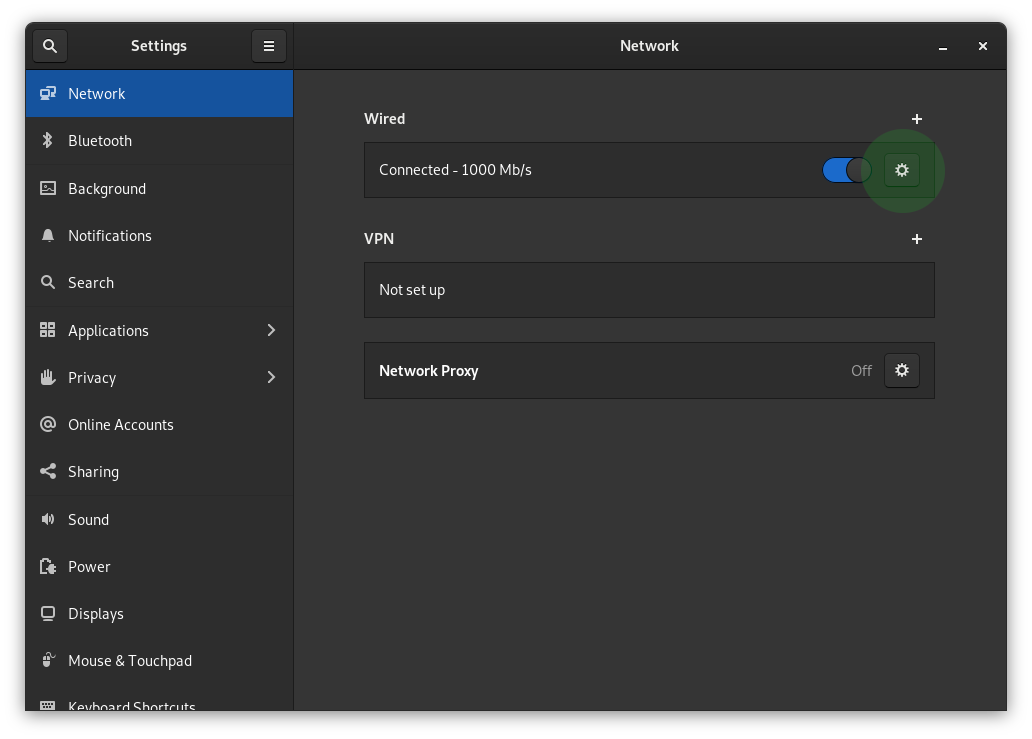 Settings
Network
Network
Bluetooth
Background
Notifications
Search
Applications
Privacy
Online Accounts
Sharing
Sound
Power
Displays
Mouse & Touchpad
Keyboard Shortcuts
Wired
Connected - 1000 Mb/s
VPN
Not set up
Network Proxy Off